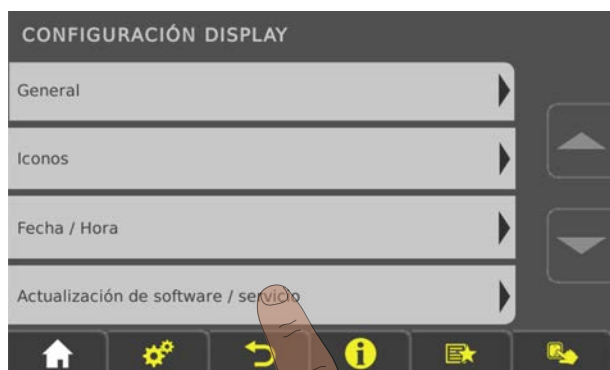 CONFIGURACIÓN DISPLAY
General
Iconos
Fecha / Hora
Actualización de software / servicio